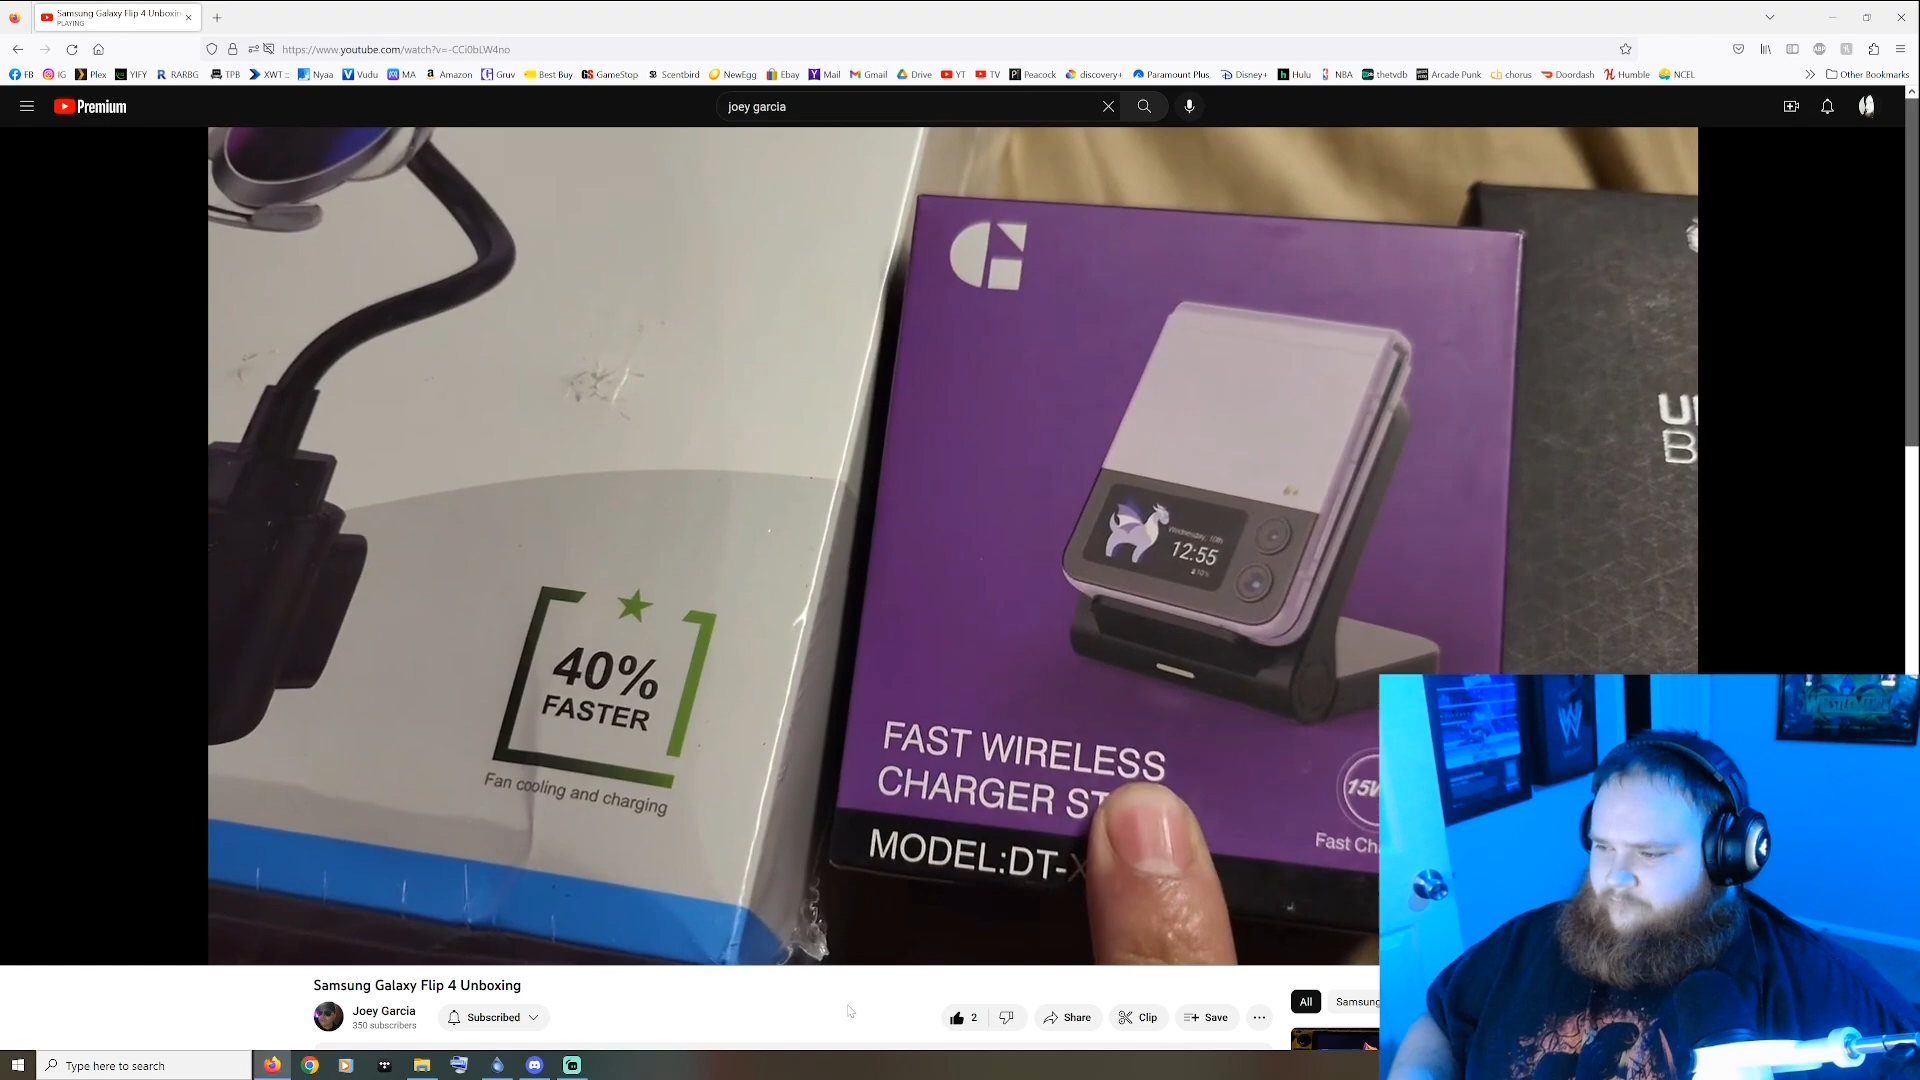 Samsung Galaxy Flip 4 Unboxin
PLAYING
https://www.youtube.com/watch?v=-CCi0bLW4no
FB IG Plex YIFY RARBG TPB XWT :: Nyaa Vudu MA Amazon Gruv Best Buy GameStop Scentbird NewEgg Ebay Mail Gmail Drive YT TV Peacock discovery+ Paramount Plus Disney+ Hulu NBA thetvdb Arcade Punk chorus Doordash Humble NCEL Other Bookmarks
Premium
joey garcia
Wednesday, 10th
12:55
40%
FASTER
Fan cooling and charging
FAST WIRELESS
CHARGER ST
MODEL:DT-
15W
Fast Ch
Samsung Galaxy Flip 4 Unboxing
Joey Garcia
350 subscribers
Subscribed
2
Share
Clip
Save
All
Samsung
Type here to search